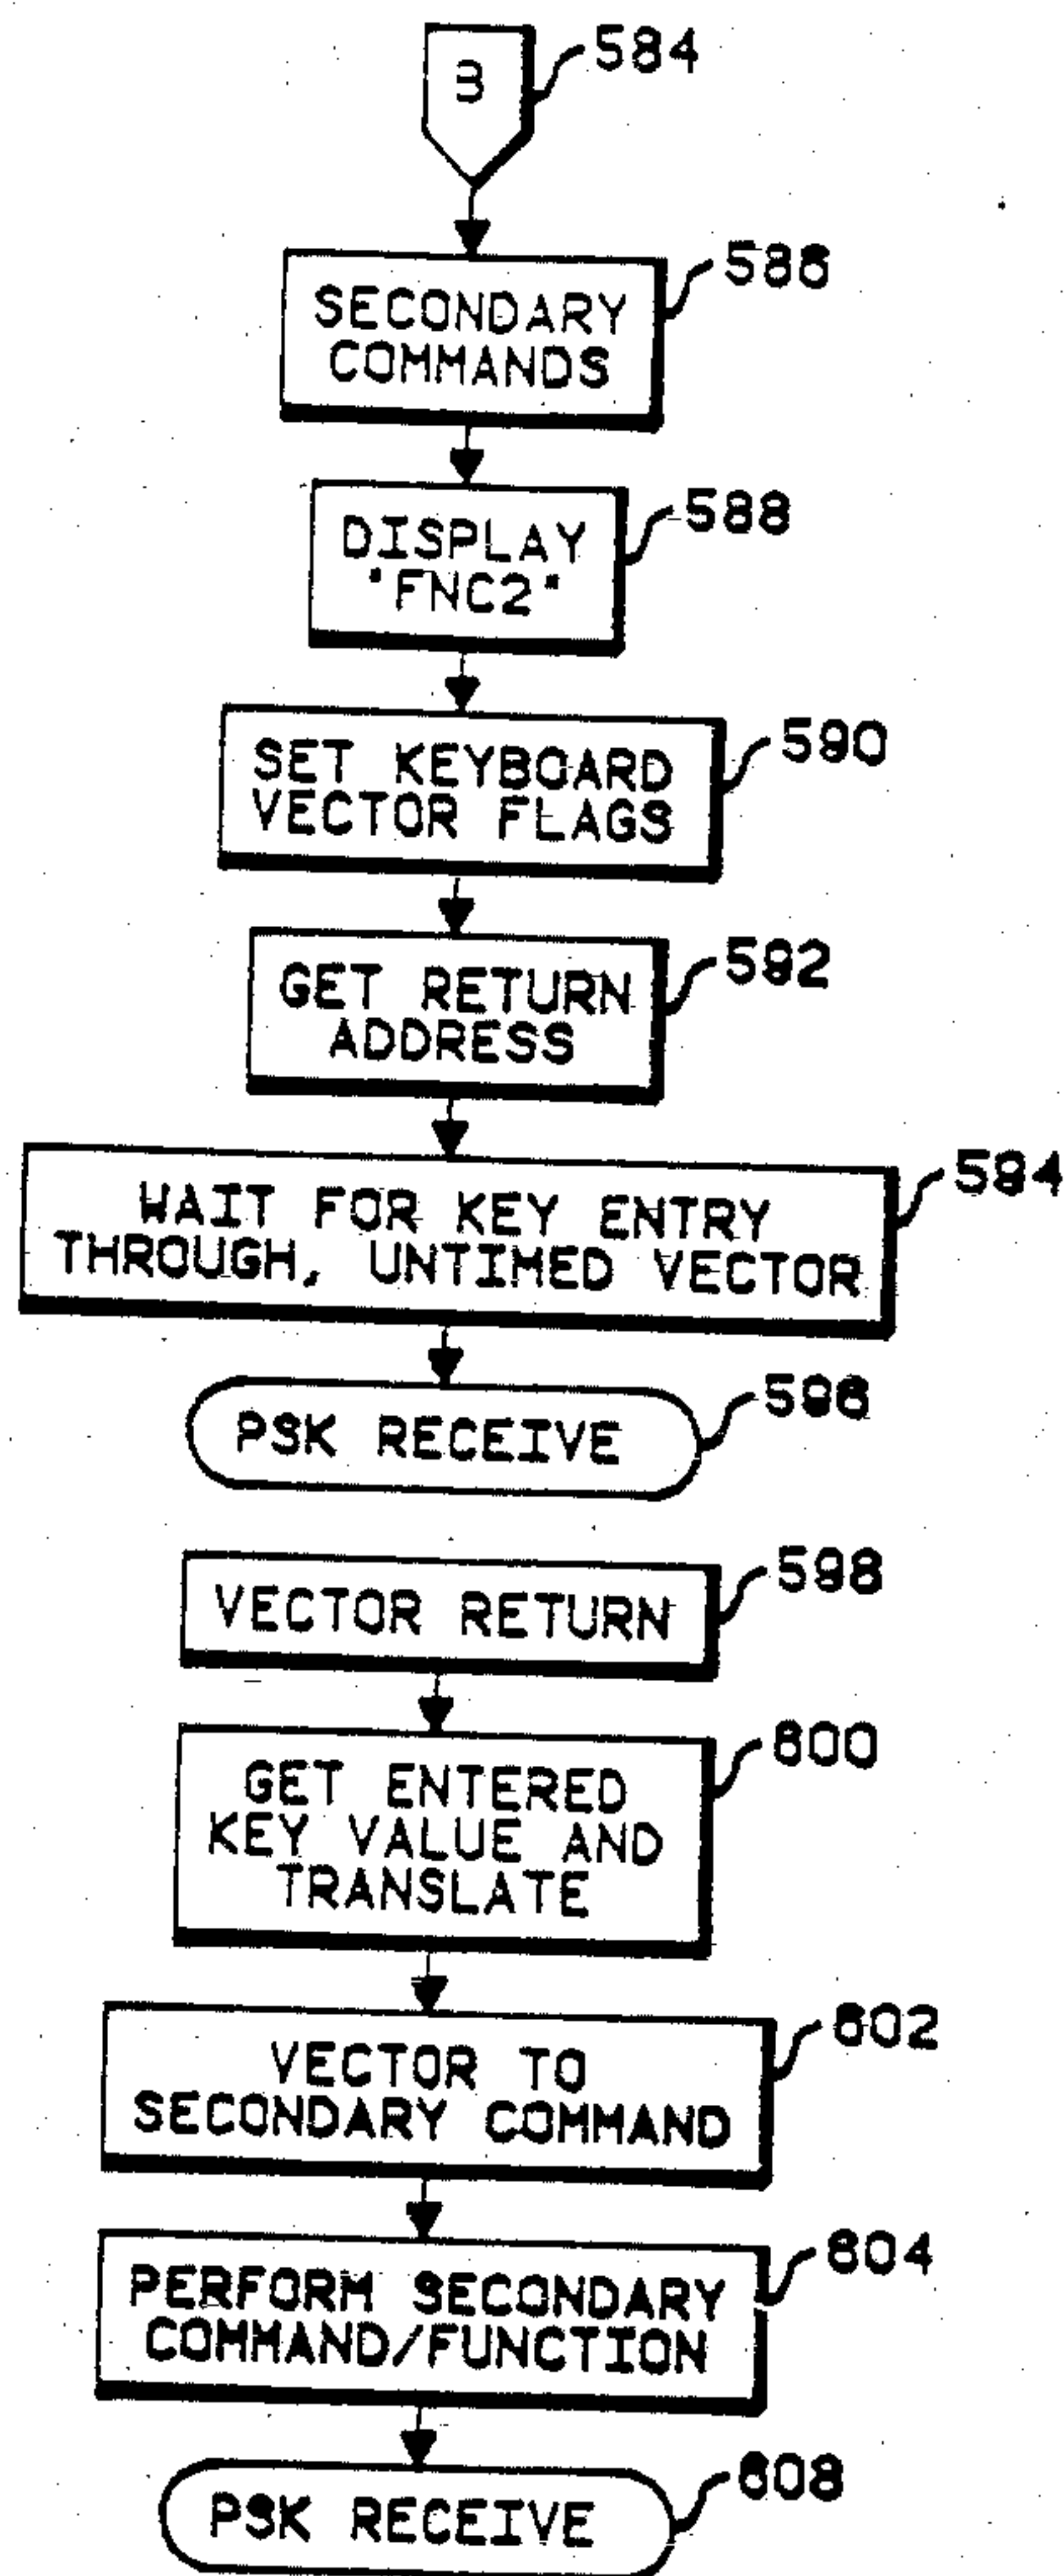 B
584
586
SECONDARY
COMMANDS
588
DISPLAY
"FNC2"
590
SET KEYBOARD
VECTOR FLAGS
592
GET RETURN
ADDRESS
594
WAIT FOR KEY ENTRY
THROUGH, UNTIMED VECTOR
596
PSK RECEIVE
598
VECTOR RETURN
600
GET ENTERED
KEY VALUE AND
TRANSLATE
602
VECTOR TO
SECONDARY COMMAND
604
PERFORM SECONDARY
COMMAND/FUNCTION
608
PSK RECEIVE